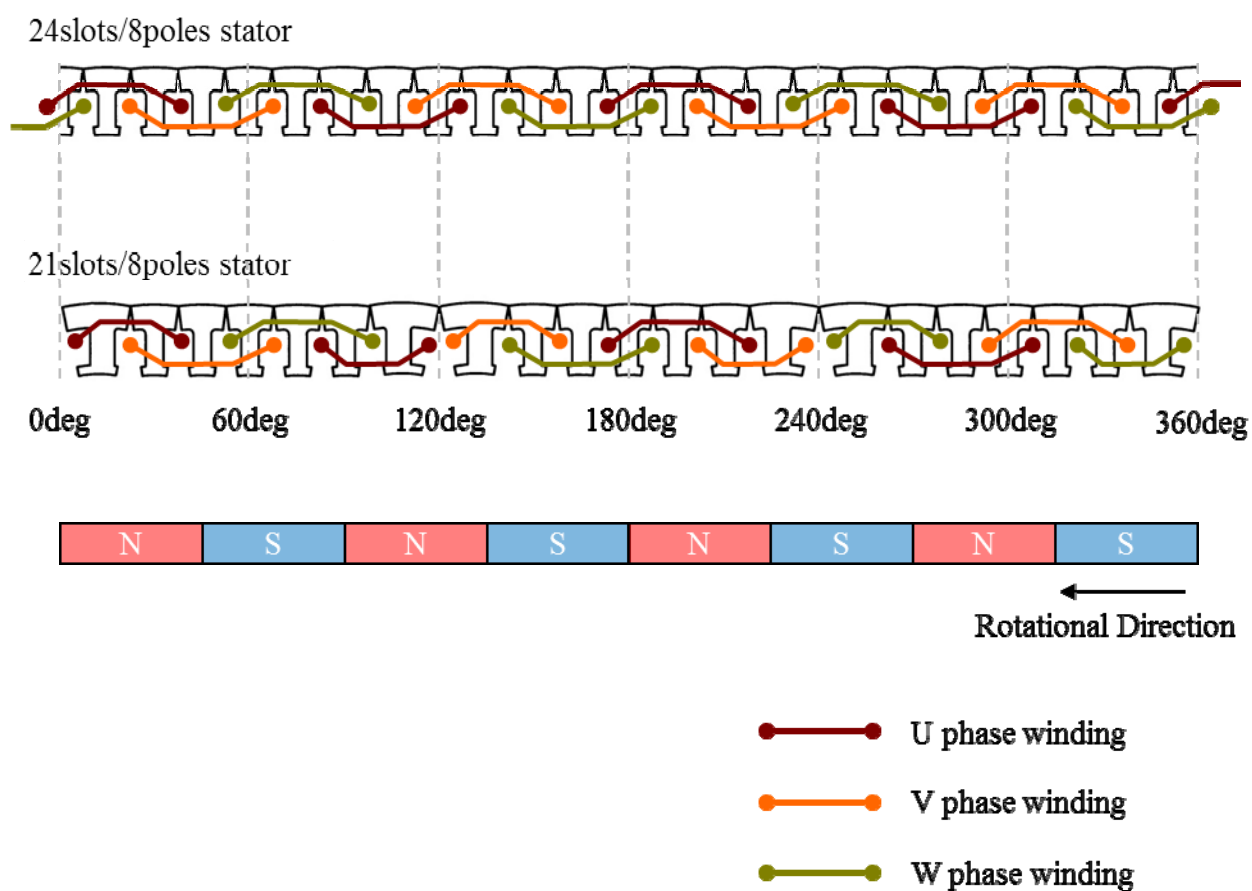 24slots/8poles stator
21slots/8poles stator
0deg 60deg 120deg 180deg 240deg 300deg 360deg
N S N S N S N S
Rotational Direction
U phase winding
V phase winding
W phase winding